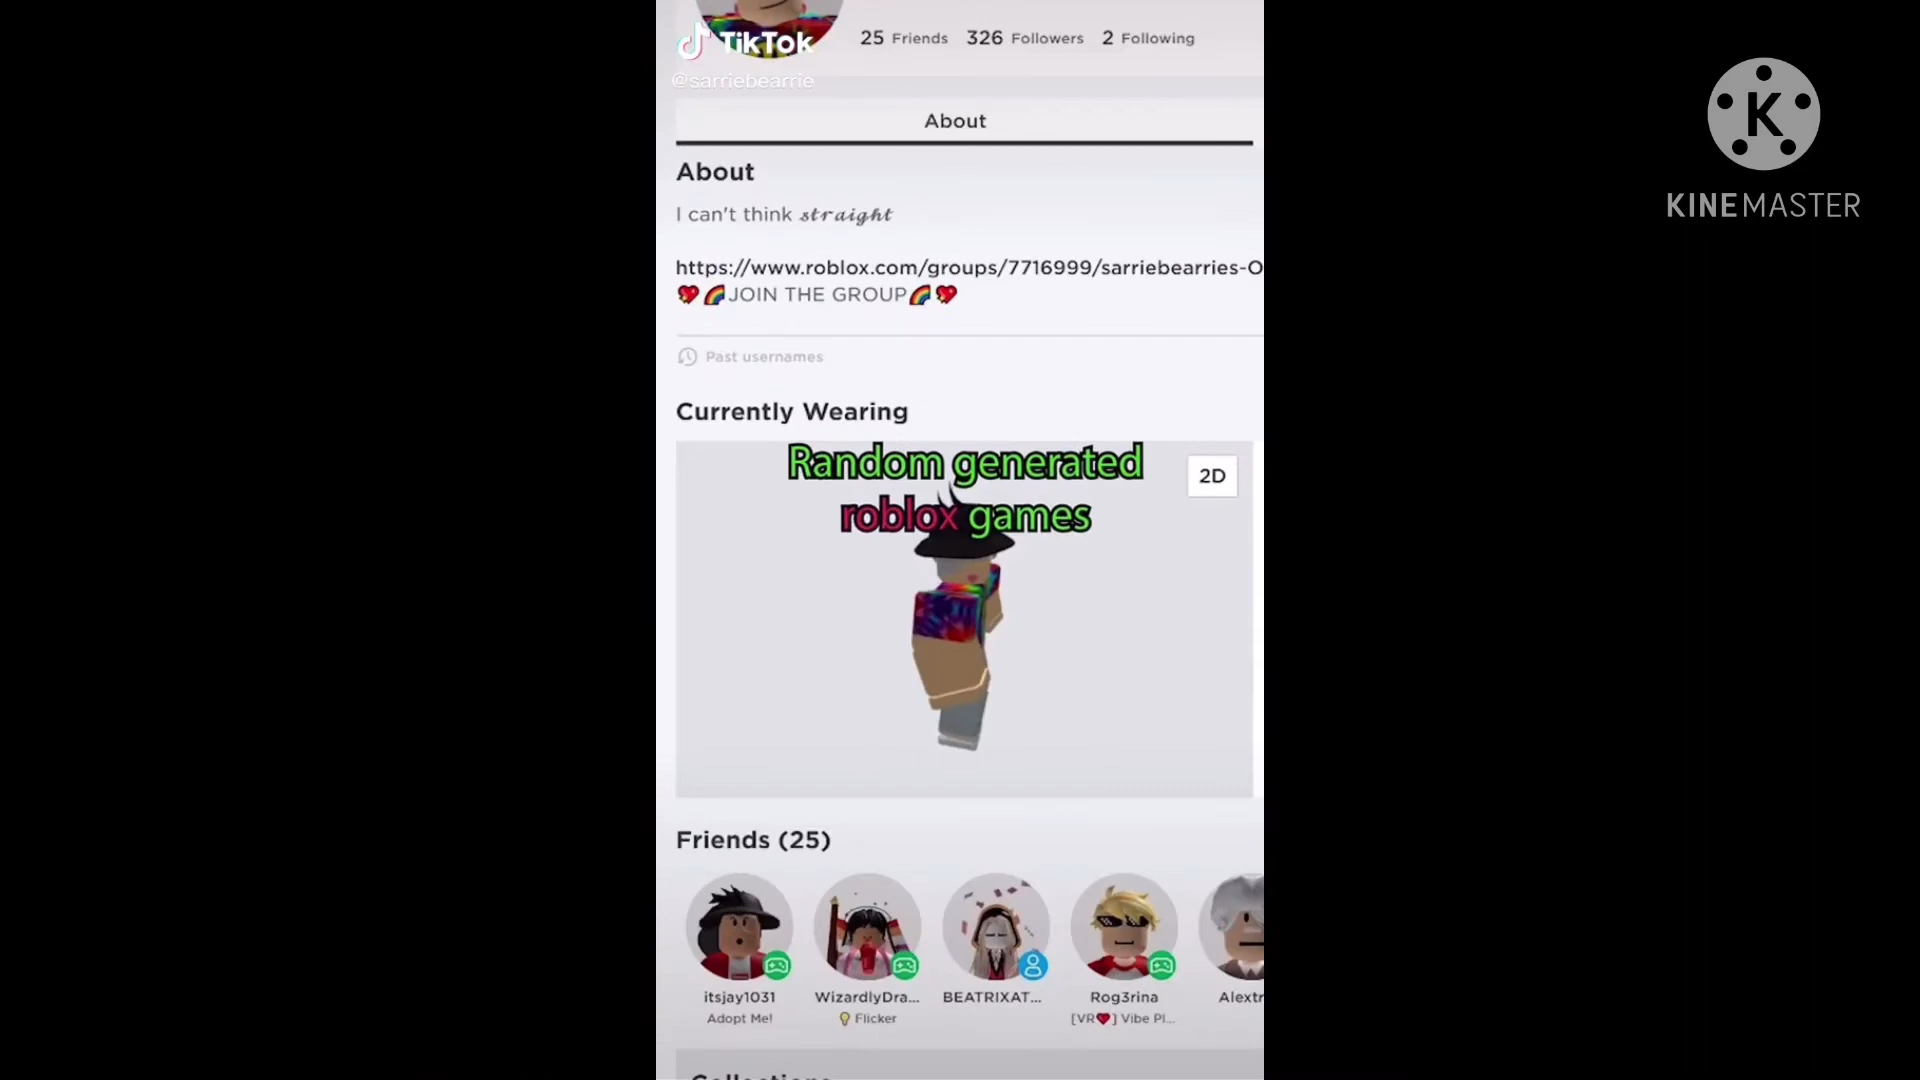 25 Friends 326 Followers 2 Following
TikTok
@sarriebearrie
K
KINEMASTER
About
About
I can't think 𝓼𝓽𝓻𝓪𝓲𝓰𝓱𝓽
https://www.roblox.com/groups/7716999/sarriebearries-O
💖🌈JOIN THE GROUP🌈💖
Past usernames
Currently Wearing
Random generated
roblox games
2D
Friends (25)
itsjay1031 WizardlyDra... BEATRIXAT... Rog3rina Alextr
Adopt Me! 💡 Flicker [VR❤️] Vibe Pl...
Collections